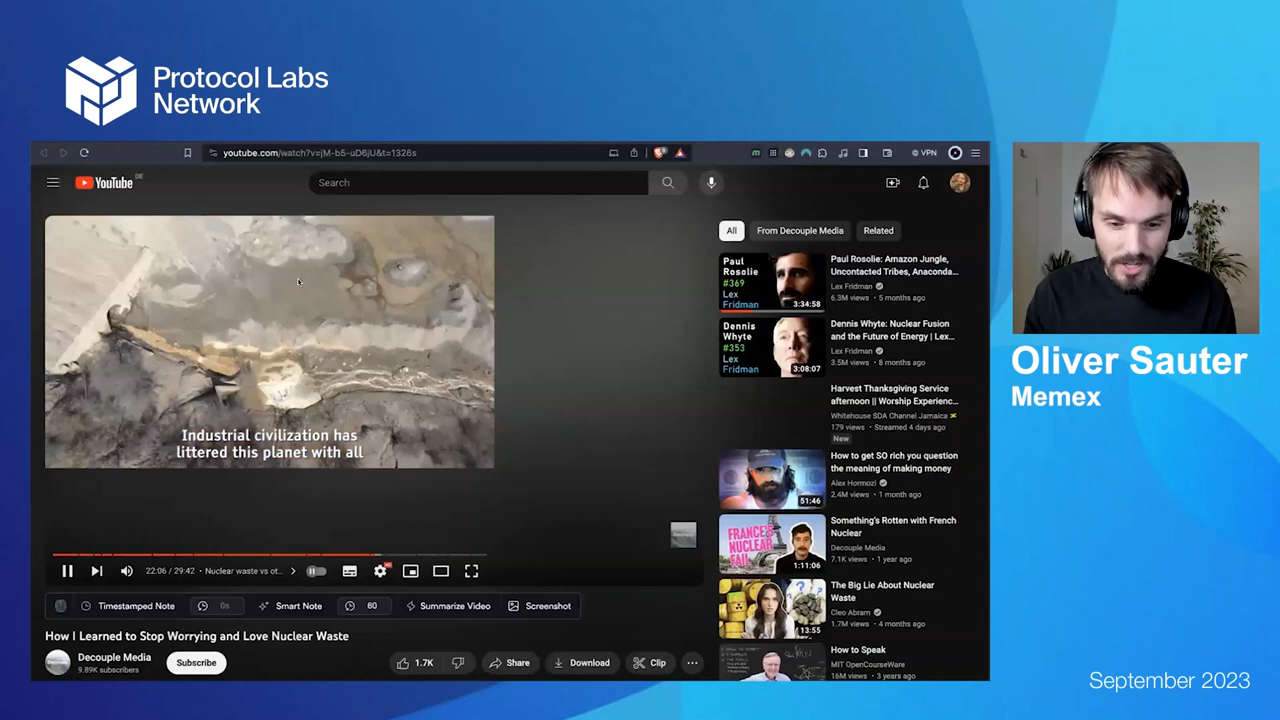 Protocol Labs
Network
youtube.com/watch?v=jM-b5-uD6jU&t=1326s
VPN
YouTube
DE
Search
Industrial civilization has
littered this planet with all
22:06 / 29:42 • Nuclear waste vs ot...
Timestamped Note
0s
Smart Note
60
Summarize Video
Screenshot
How I Learned to Stop Worrying and Love Nuclear Waste
Decouple Media
9.89K subscribers
Subscribe
1.7K
Share
Download
Clip
All
From Decouple Media
Related
Paul
Rosolie
#369
Lex
Fridman
3:34:58
Paul Rosolie: Amazon Jungle,
Uncontacted Tribes, Anaconda...
Lex Fridman
6.3M views • 5 months ago
Dennis
Whyte
#353
Lex
Fridman
3:08:07
Dennis Whyte: Nuclear Fusion
and the Future of Energy | Lex...
Lex Fridman
3.5M views • 8 months ago
Harvest Thanksgiving Service
afternoon || Worship Experienc...
Whitehouse SDA Channel Jamaica
179 views • Streamed 4 days ago
New
51:46
How to get SO rich you question
the meaning of making money
Alex Hormozi
2.4M views • 1 month ago
FRANCE'S
NUCLEAR
FAIL
1:11:06
Something's Rotten with French
Nuclear
Decouple Media
7.1K views • 1 year ago
13:55
The Big Lie About Nuclear
Waste
Cleo Abram
1.7M views • 4 months ago
How to Speak
MIT OpenCourseWare
16M views • 3 years ago
Oliver Sauter
Memex
September 2023